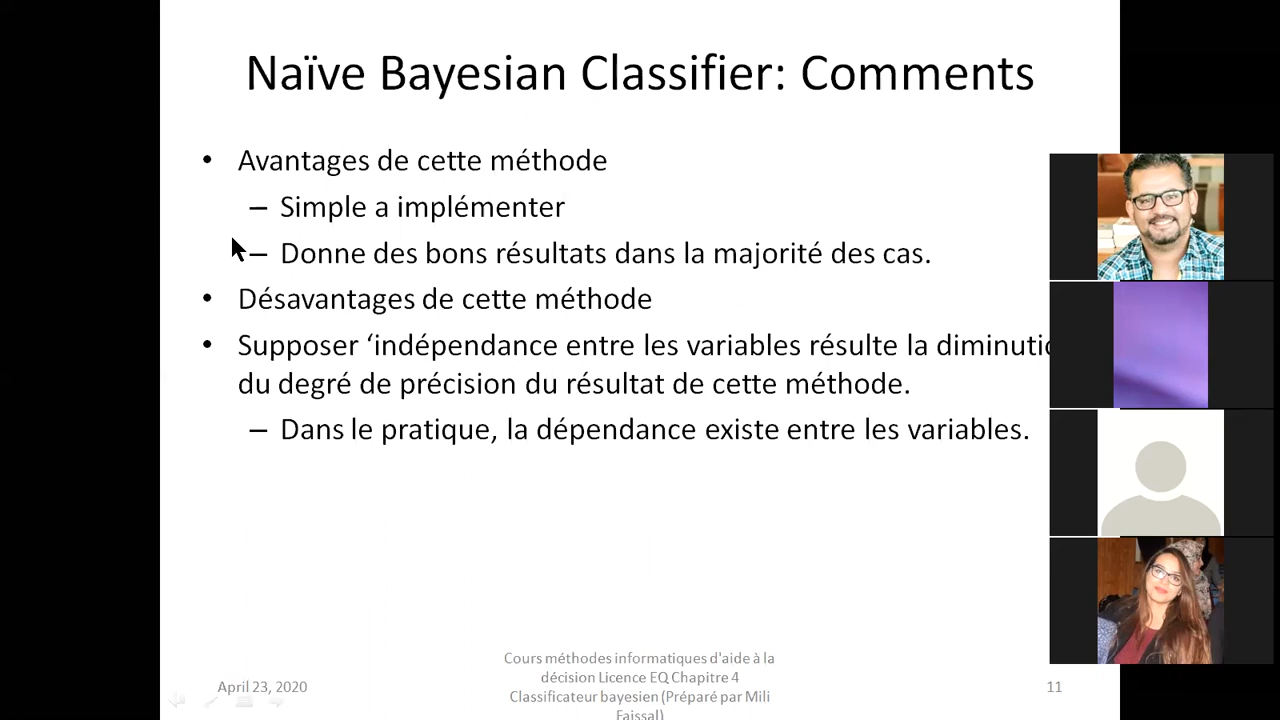 Naïve Bayesian Classifier: Comments
• Avantages de cette méthode
– Simple a implémenter
– Donne des bons résultats dans la majorité des cas.
• Désavantages de cette méthode
• Supposer ‘indépendance entre les variables résulte la diminutio
du degré de précision du résultat de cette méthode.
– Dans le pratique, la dépendance existe entre les variables.
Cours méthodes informatiques d'aide à la
décision Licence EQ Chapitre 4
Classificateur bayesien (Préparé par Mili
Faissal)
April 23, 2020
11